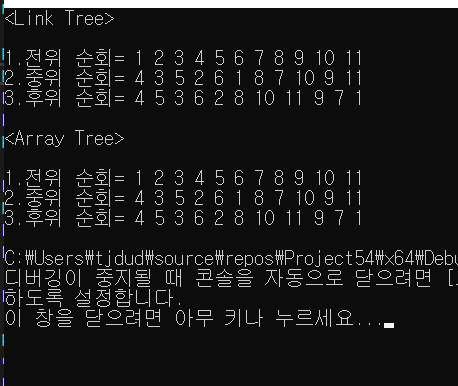 <Link Tree>
1.전위 순회= 1 2 3 4 5 6 7 8 9 10 11
2.중위 순회= 4 3 5 2 6 1 8 7 10 9 11
3.후위 순회= 4 5 3 6 2 8 10 11 9 7 1
<Array Tree>
1.전위 순회= 1 2 3 4 5 6 7 8 9 10 11
2.중위 순회= 4 3 5 2 6 1 8 7 10 9 11
3.후위 순회= 4 5 3 6 2 8 10 11 9 7 1
C:₩Users₩tjdud₩source₩repos₩Project54₩x64₩Debu
디버깅이 중지될 때 콘솔을 자동으로 닫으려면 [
하도록 설정합니다.
이 창을 닫으려면 아무 키나 누르세요...